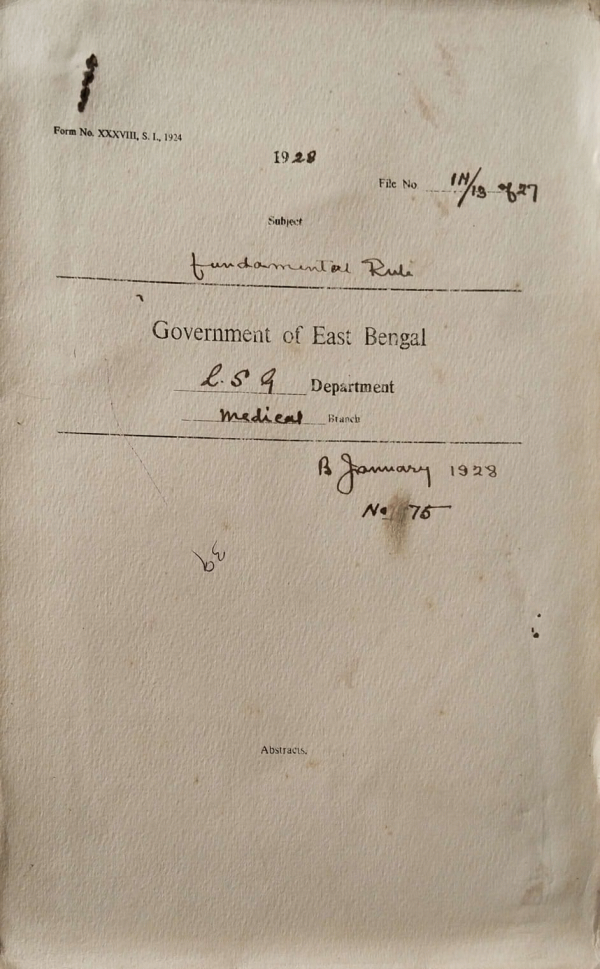 Form No. XXXVIII, S. I., 1924
1928
File No. 1N/13 of 27
Subject
Fundamental Rule
Government of East Bengal
L. S G Department
Medical Branch
B January 1928
No 75
Abstracts.